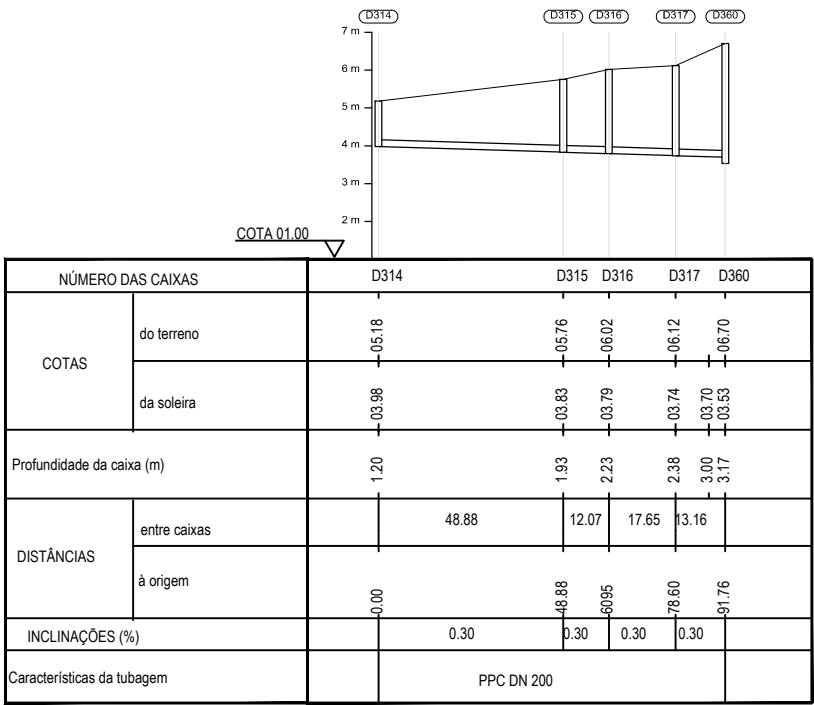 D314 D315 D316 D317 D360
7 m
6 m
5 m
4 m
3 m
2 m
COTA 01.00
NÚMERO DAS CAIXAS D314 D315 D316 D317 D360
COTAS
do terreno 05.18 05.76 06.02 06.12 06.70
da soleira 03.98 03.83 03.79 03.74 03.70 03.53
Profundidade da caixa (m) 1.20 1.93 2.23 2.38 3.00 3.17
DISTÂNCIAS
entre caixas 48.88 12.07 17.65 13.16
à origem 0.00 48.88 6095 78.60 91.76
INCLINAÇÕES (%) 0.30 0.30 0.30 0.30
Características da tubagem PPC DN 200